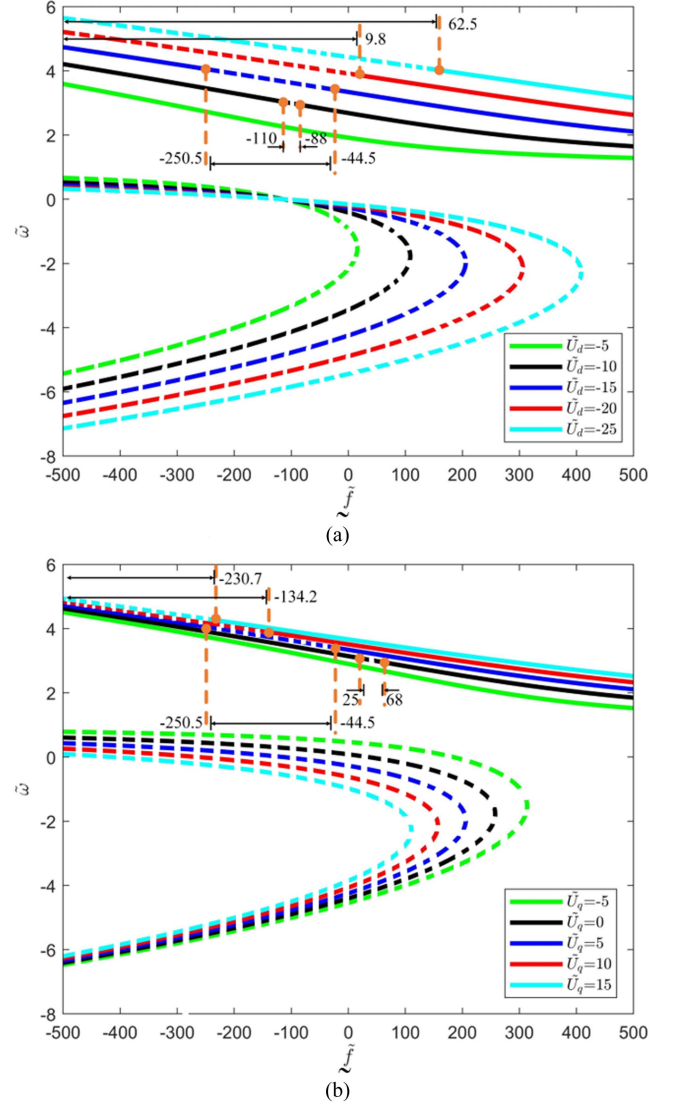 6
62.5
9.8
4
2
-110
-88
-250.5
-44.5
0
ω̃
-2
-4
Ũd=-5
Ũd=-10
Ũd=-15
Ũd=-20
Ũd=-25
-6
-8
-500 -400 -300 -200 -100 0 100 200 300 400 500
f̃
(a)
6
-230.7
-134.2
4
2
25
68
-250.5
-44.5
0
ω̃
-2
-4
Ũq=-5
Ũq=0
Ũq=5
Ũq=10
Ũq=15
-6
-8
-500 -400 -300 -200 -100 0 100 200 300 400 500
f̃
(b)